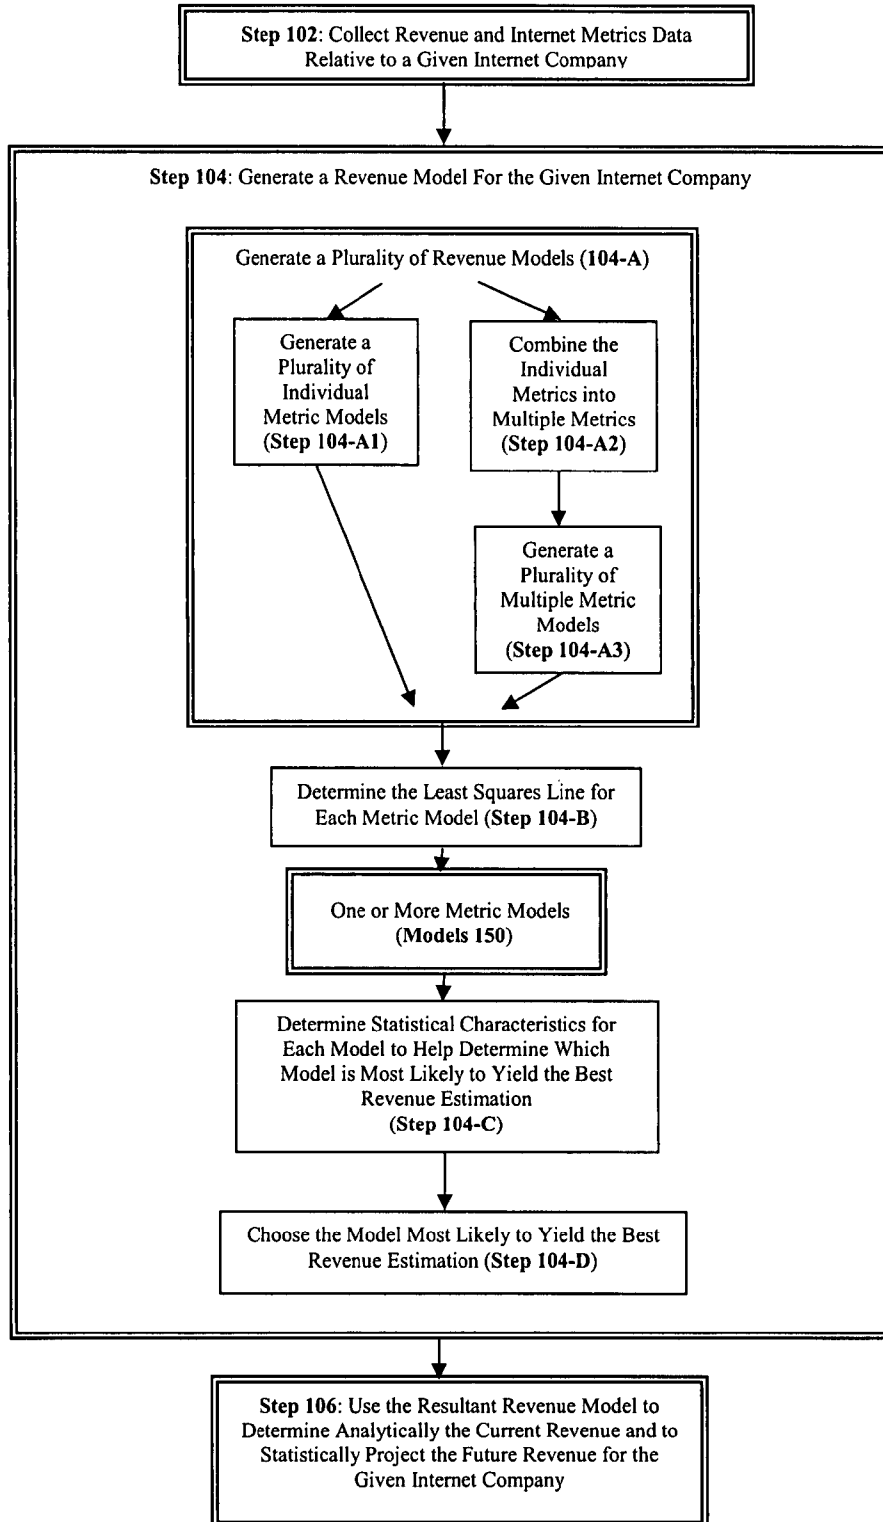 Step 102: Collect Revenue and Internet Metrics Data
Relative to a Given Internet Company
Step 104: Generate a Revenue Model For the Given Internet Company
Generate a Plurality of Revenue Models (104-A)
Generate a
Plurality of
Individual
Metric Models
(Step 104-A1)
Combine the
Individual
Metrics into
Multiple Metrics
(Step 104-A2)
Generate a
Plurality of
Multiple Metric
Models
(Step 104-A3)
Determine the Least Squares Line for
Each Metric Model (Step 104-B)
One or More Metric Models
(Models 150)
Determine Statistical Characteristics for
Each Model to Help Determine Which
Model is Most Likely to Yield the Best
Revenue Estimation
(Step 104-C)
Choose the Model Most Likely to Yield the Best
Revenue Estimation (Step 104-D)
Step 106: Use the Resultant Revenue Model to
Determine Analytically the Current Revenue and to
Statistically Project the Future Revenue for the
Given Internet Company